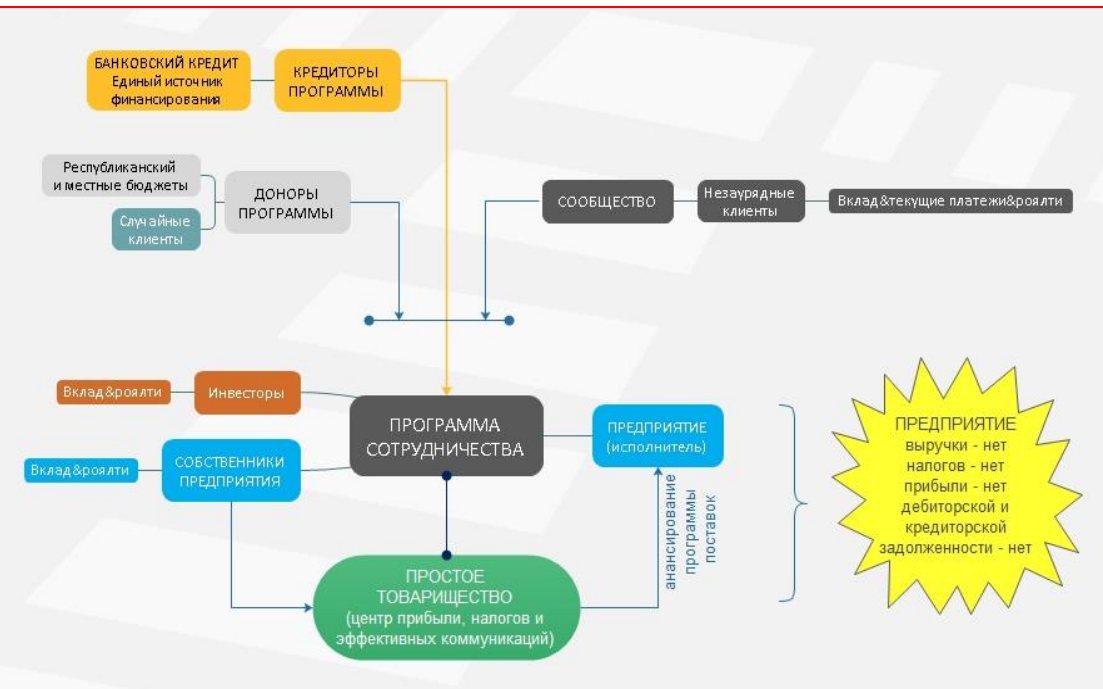 БАНКОВСКИЙ КРЕДИТ
Единый источник
финансирования
КРЕДИТОРЫ
ПРОГРАММЫ
Республиканский
и местные бюджеты
Случайные
клиенты
ДОНОРЫ
ПРОГРАММЫ
СООБЩЕСТВО
Незаурядные
клиенты
Вклад&текущие платежи&роялти
Вклад&роялти
Инвесторы
Вклад&роялти
СОБСТВЕННИКИ
ПРЕДПРИЯТИЯ
ПРОГРАММА
СОТРУДНИЧЕСТВА
ПРЕДПРИЯТИЕ
(исполнитель)
анансирование
программы
поставок
ПРОСТОЕ
ТОВАРИЩЕСТВО
(центр прибыли, налогов и
эффективных коммуникаций)
ПРЕДПРИЯТИЕ
выручки - нет
налогов - нет
прибыли - нет
дебиторской и
кредиторской
задолженности - нет